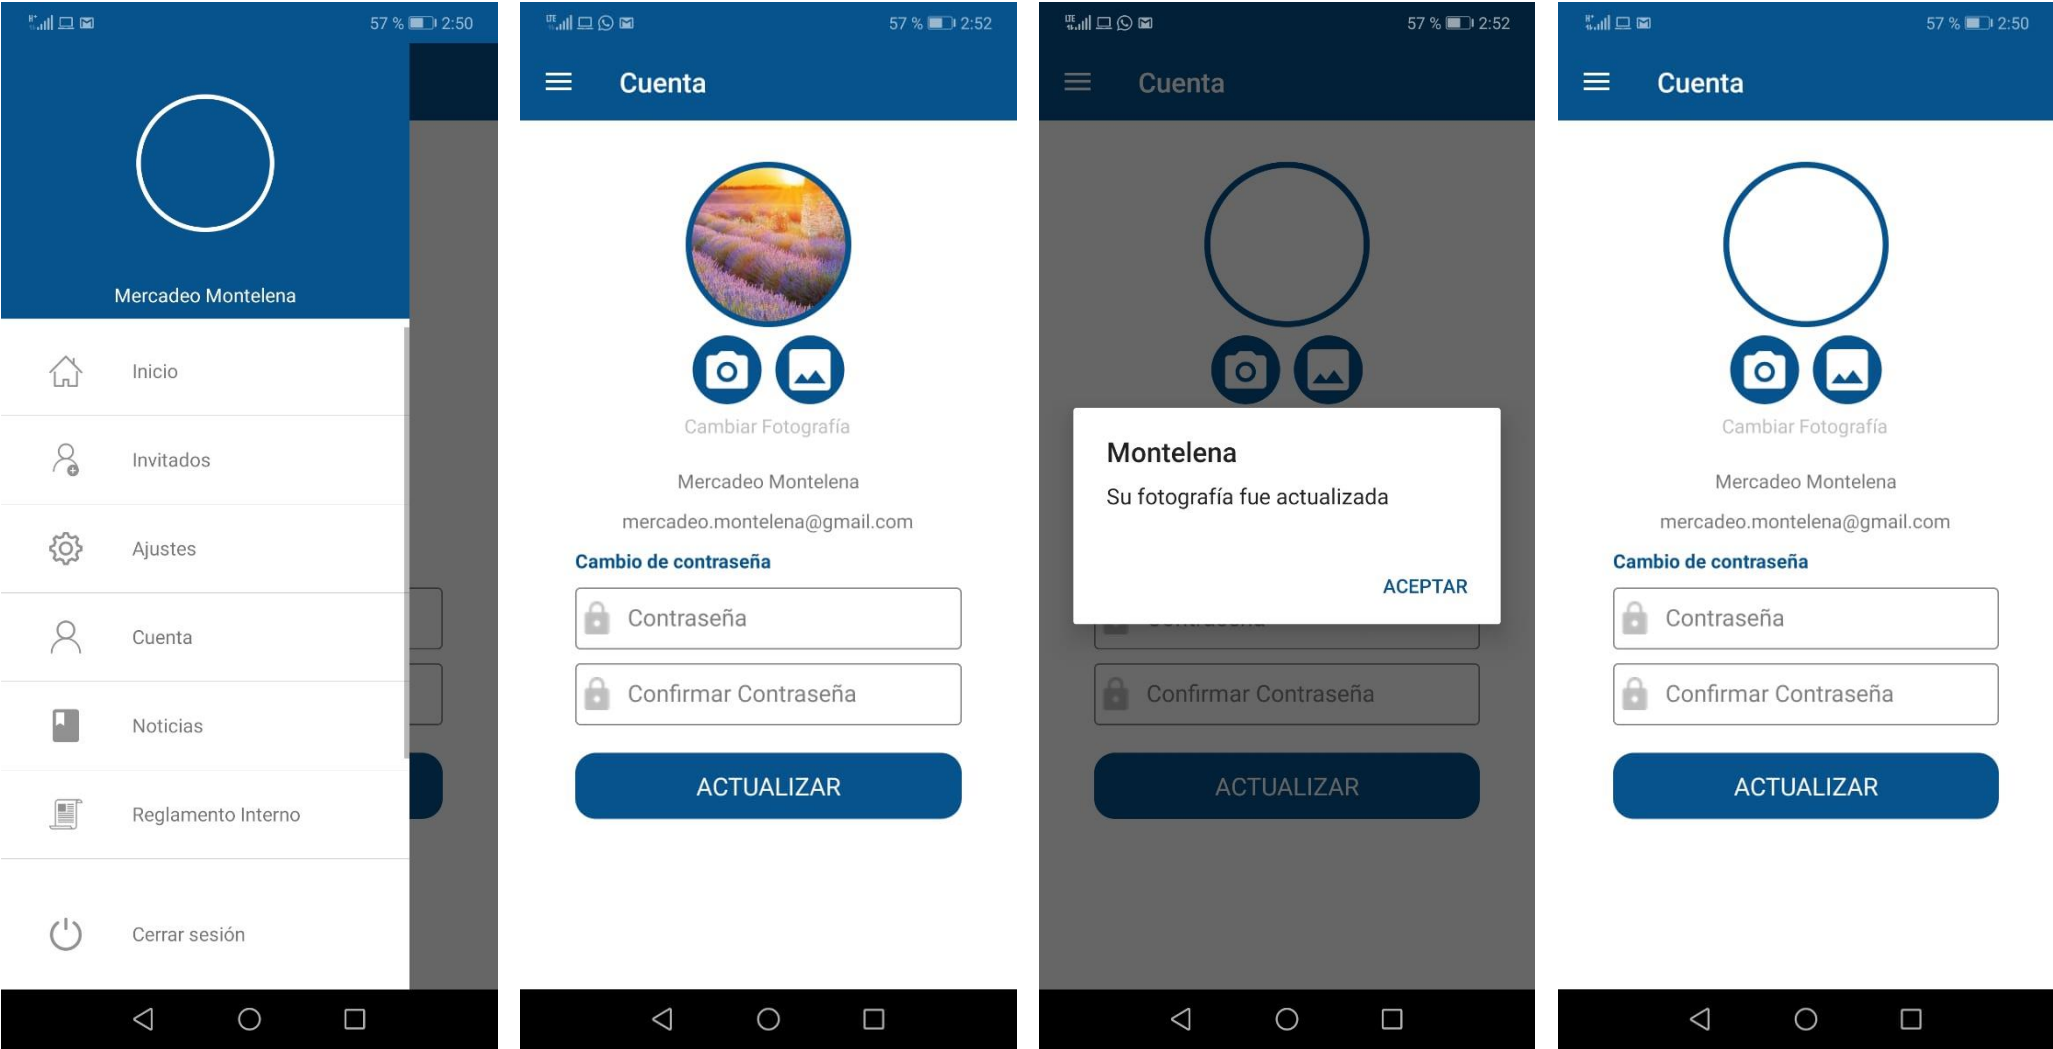 57 % 2:50
Mercadeo Montelena
Inicio
Invitados
Ajustes
Cuenta
Noticias
Reglamento Interno
Cerrar sesión
LTE 57 % 2:52
Cuenta
Cambiar Fotografía
Mercadeo Montelena
mercadeo.montelena@gmail.com
Cambio de contraseña
Contraseña
Confirmar Contraseña
ACTUALIZAR
LTE 57 % 2:52
Cuenta
Montelena
Su fotografía fue actualizada
ACEPTAR
Contraseña
Confirmar Contraseña
ACTUALIZAR
57 % 2:50
Cuenta
Cambiar Fotografía
Mercadeo Montelena
mercadeo.montelena@gmail.com
Cambio de contraseña
Contraseña
Confirmar Contraseña
ACTUALIZAR